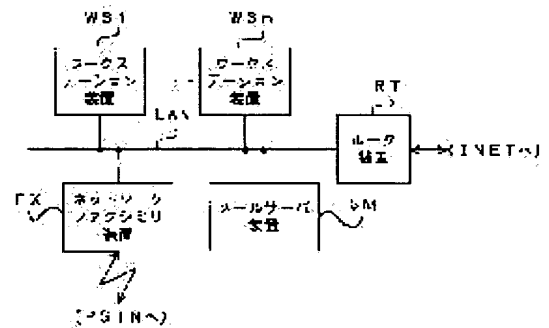 WS1
WSn
ワークス
テーション
装置
ワークス
テーション
装置
RT
LAN
ルータ
装置
(INETへ)
FX
ネットワーク
ファクシミリ
装置
メールサーバ
装置
SM
(PSTNへ)